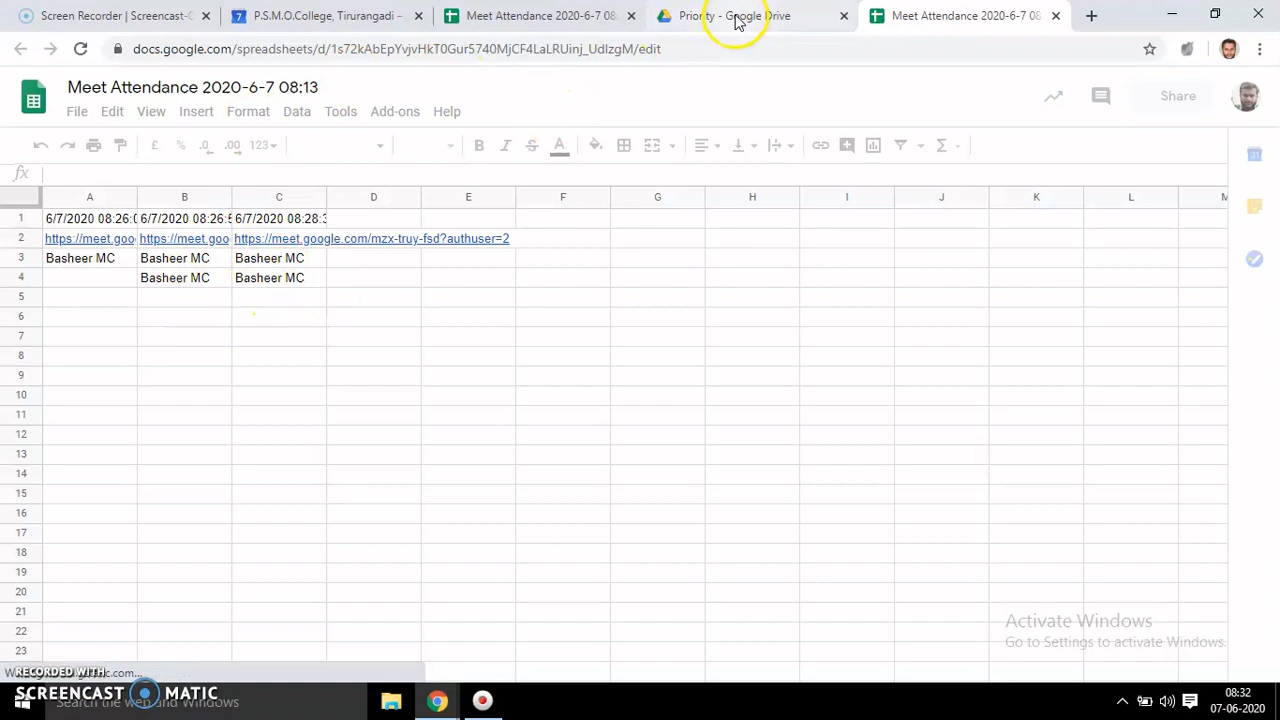 Screen Recorder | Screencast-
P.S.M.O.College, Tirurangadi –
Meet Attendance 2020-6-7 08
Priority - Google Drive
Meet Attendance 2020-6-7 08
docs.google.com/spreadsheets/d/1s72kAbEpYvjvHkT0Gur5740MjCF4LaLRUinj_UdIzgM/edit
Meet Attendance 2020-6-7 08:13
File Edit View Insert Format Data Tools Add-ons Help
Share
£ % .0 .00 123
fx
A B C D E F G H I J K L M
1 6/7/2020 08:26:0 6/7/2020 08:26:5 6/7/2020 08:28:3
2 https://meet.goo https://meet.goo https://meet.google.com/mzx-truy-fsd?authuser=2
3 Basheer MC Basheer MC Basheer MC
4 Basheer MC Basheer MC
5
6
7
8
9
10
11
12
13
14
15
16
17
18
19
20
21
22
23
Activate Windows
Go to Settings to activate Windows.
RECORDED WITH
SCREENCAST MATIC
Search the web and Windows
08:32
07-06-2020